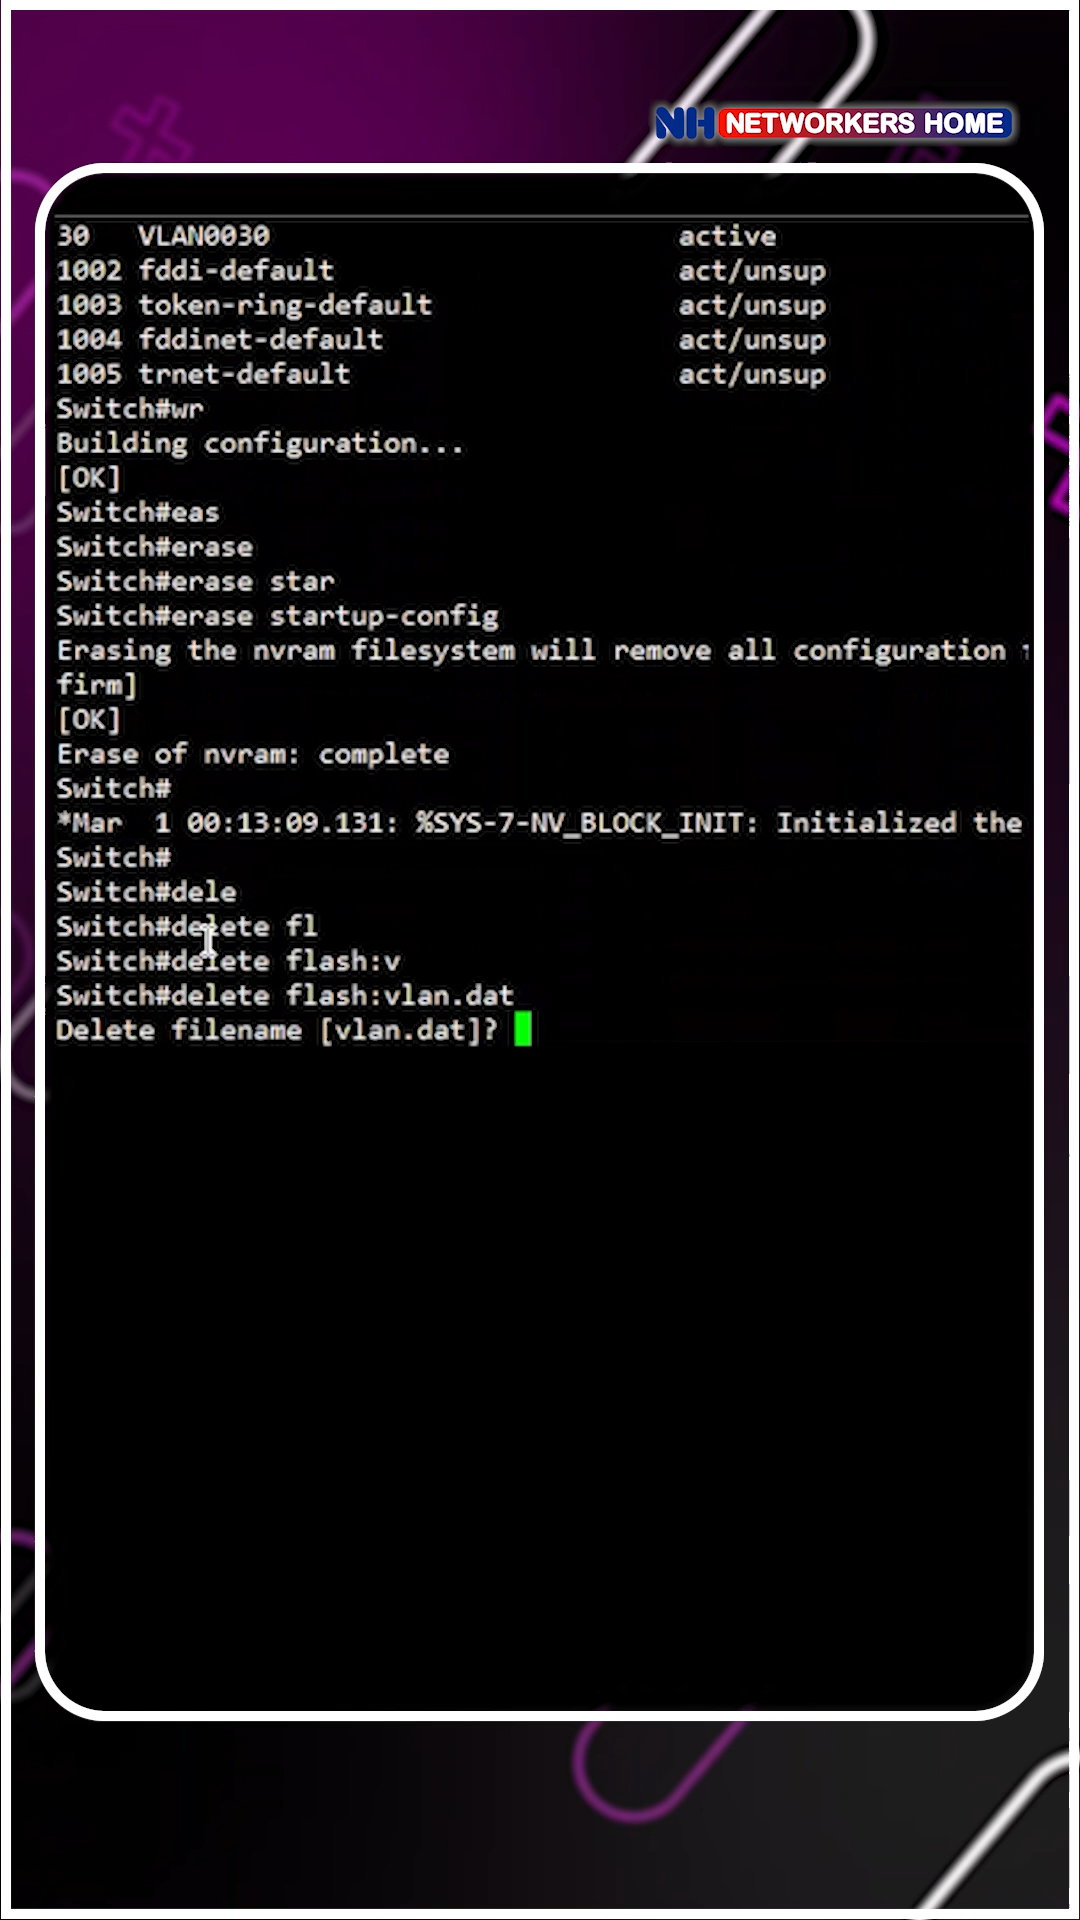 NH NETWORKERS HOME
30 VLAN0030 active
1002 fddi-default act/unsup
1003 token-ring-default act/unsup
1004 fddinet-default act/unsup
1005 trnet-default act/unsup
Switch#wr
Building configuration...
[OK]
Switch#eas
Switch#erase
Switch#erase star
Switch#erase startup-config
Erasing the nvram filesystem will remove all configuration
firm]
[OK]
Erase of nvram: complete
Switch#
*Mar 1 00:13:09.131: %SYS-7-NV_BLOCK_INIT: Initialized the
Switch#
Switch#dele
Switch#delete fl
Switch#delete flash:v
Switch#delete flash:vlan.dat
Delete filename [vlan.dat]?